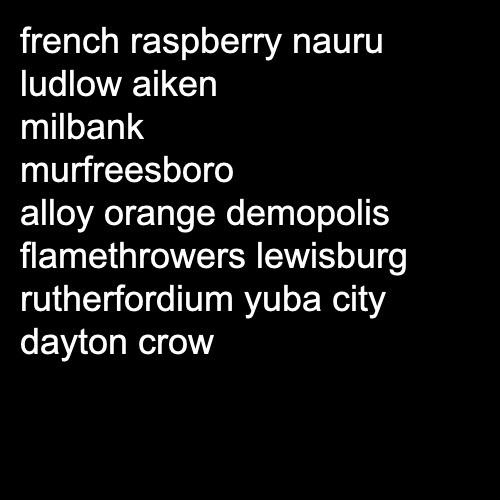 french raspberry nauru
ludlow aiken
milbank
murfreesboro
alloy orange demopolis
flamethrowers lewisburg
rutherfordium yuba city
dayton crow